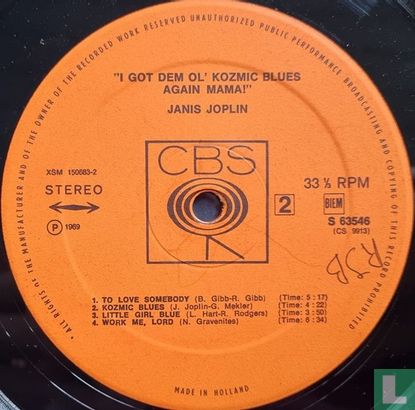 • ALL RIGHTS OF THE MANUFACTURER AND OF THE OWNER OF THE RECORDED WORK RESERVED UNAUTHORIZED PUBLIC PERFORMANCE BROADCASTING AND COPYING OF THIS RECORD PROHIBITED
"I GOT DEM OL' KOZMIC BLUES
AGAIN MAMA!"
JANIS JOPLIN
CBS
XSM 150683-2
STEREO
Ⓟ 1969
2
33⅓ RPM
BIEM
S 63546
(CS 9913)
RSB
1. TO LOVE SOMEBODY (B. Gibb-R. Gibb) (Time: 5 : 17)
2. KOZMIC BLUES (J. Joplin-G. Mekler) (Time: 4 : 22)
3. LITTLE GIRL BLUE (L. Hart-R. Rodgers) (Time: 3 : 50)
4. WORK ME, LORD (N. Gravenites) (Time: 6 : 34)
MADE IN HOLLAND